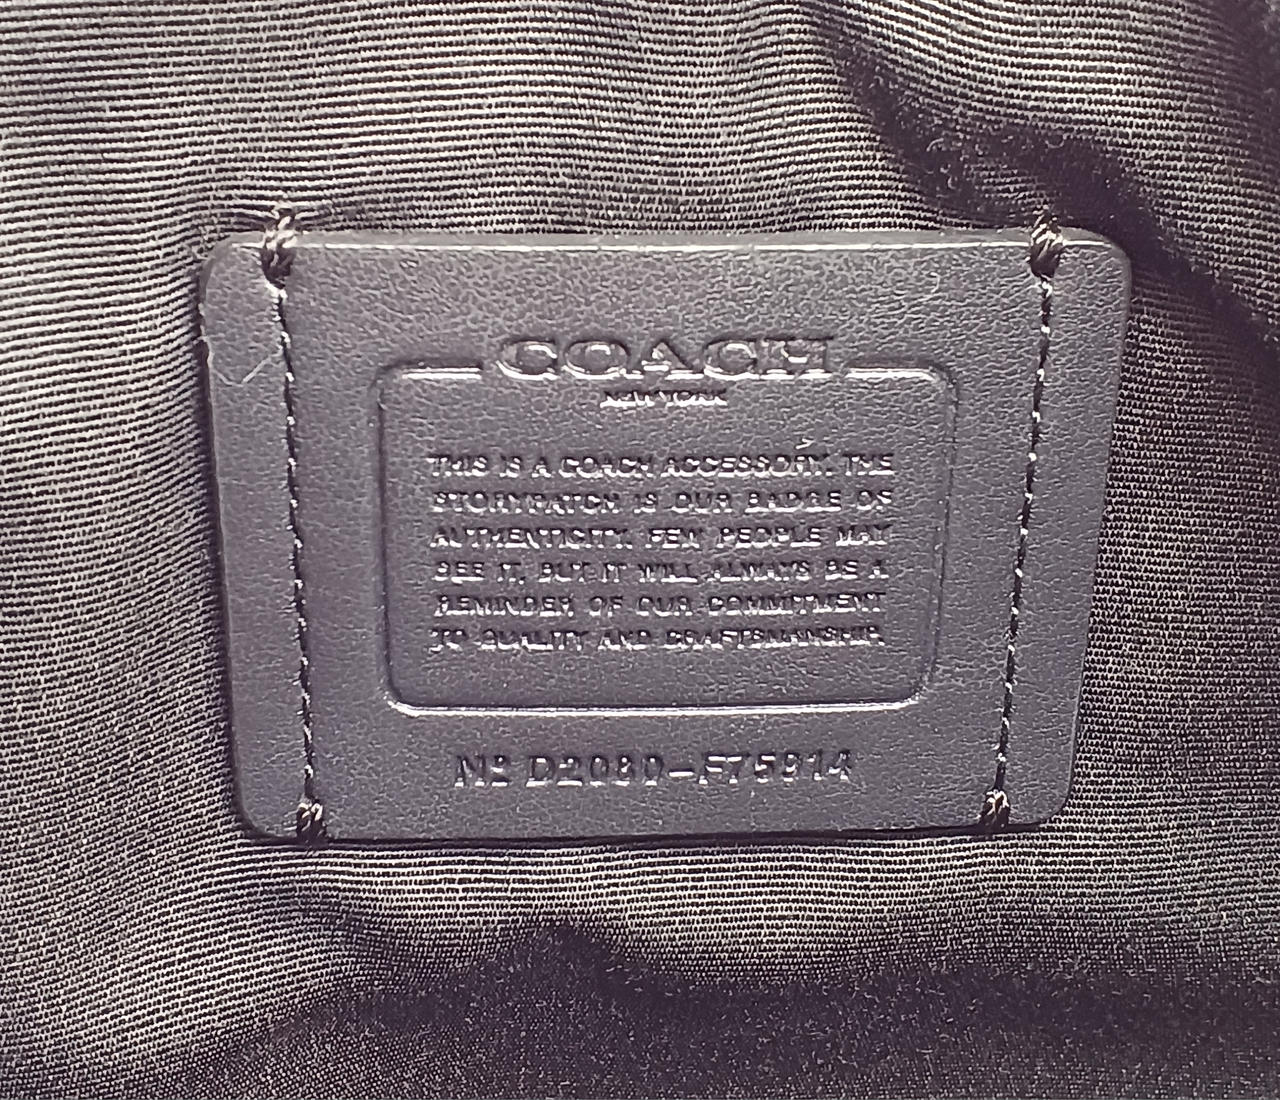 COACH
NEW YORK
THIS IS A COACH ACCESSORY. THE
STORYPATCH IS OUR BADGE OF
AUTHENTICITY. FEW PEOPLE MAY
SEE IT, BUT IT WILL ALWAYS BE A
REMINDER OF OUR COMMITMENT
TO QUALITY AND CRAFTSMANSHIP.
Nº D2080-F75914